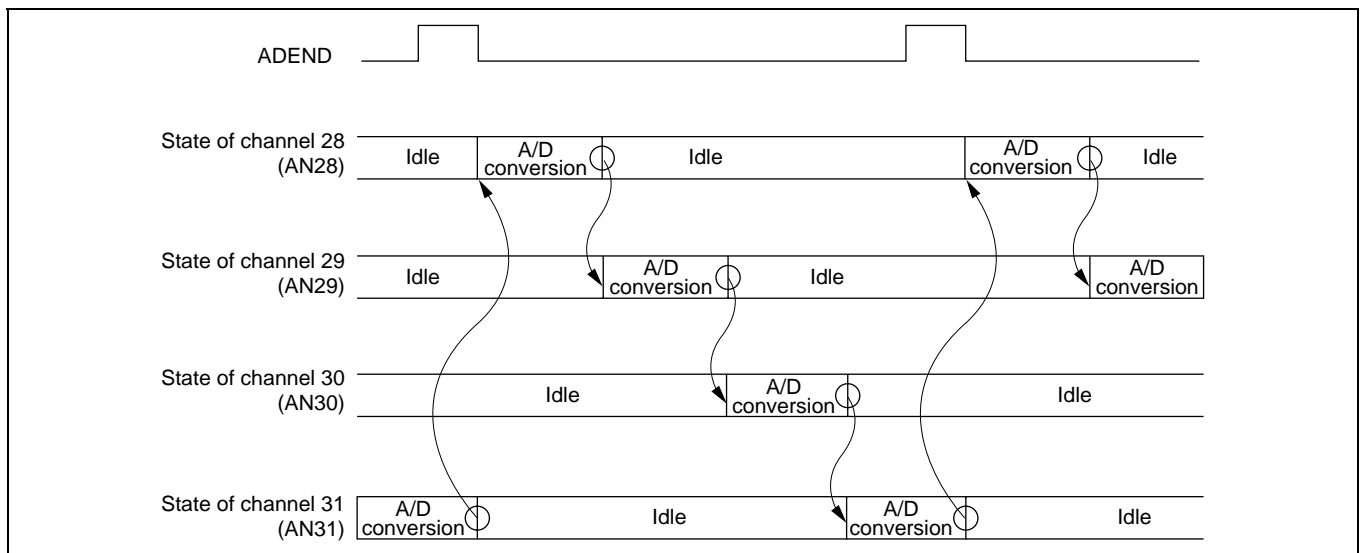 ADEND
State of channel 28
(AN28)
Idle
A/D
conversion
Idle
A/D
conversion
Idle
State of channel 29
(AN29)
Idle
A/D
conversion
Idle
A/D
conversion
State of channel 30
(AN30)
Idle
A/D
conversion
Idle
State of channel 31
(AN31)
A/D
conversion
Idle
A/D
conversion
Idle